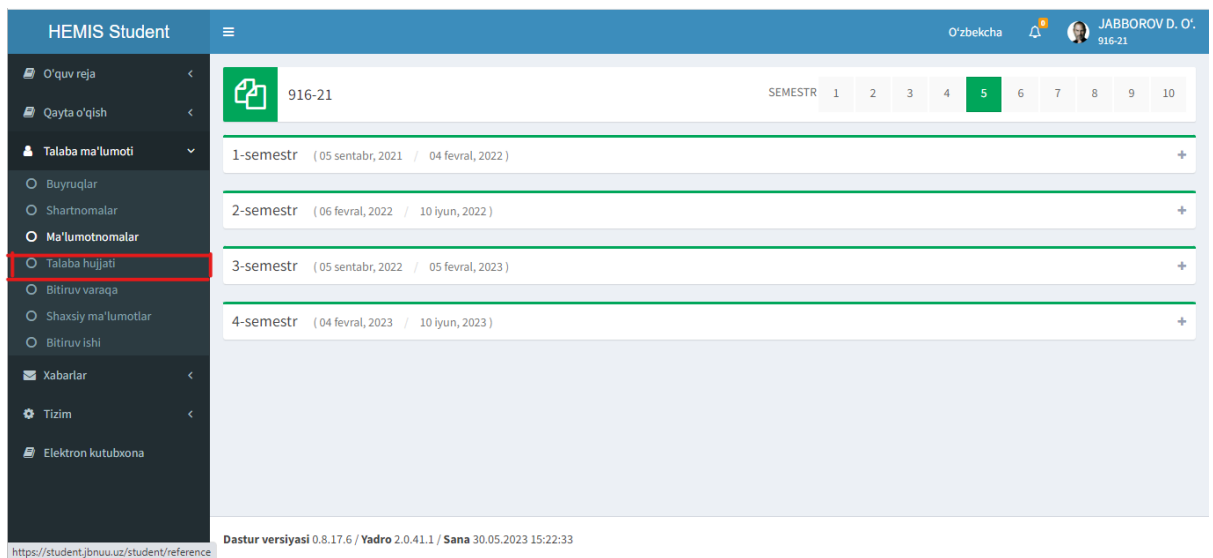 HEMIS Student
O'zbekcha
0
JABBOROV D. O'.
916-21
O'quv reja
Qayta o'qish
Talaba ma'lumoti
Buyruqlar
Shartnomalar
Ma'lumotnomalar
Talaba hujjati
Bitiruv varaqa
Shaxsiy ma'lumotlar
Bitiruv ishi
Xabarlar
Tizim
Elektron kutubxona
https://student.jbnuu.uz/student/reference
916-21
SEMESTR 1 2 3 4 5 6 7 8 9 10
1-semestr ( 05 sentabr, 2021 / 04 fevral, 2022 )
2-semestr ( 06 fevral, 2022 / 10 iyun, 2022 )
3-semestr ( 05 sentabr, 2022 / 05 fevral, 2023 )
4-semestr ( 04 fevral, 2023 / 10 iyun, 2023 )
Dastur versiyasi 0.8.17.6 / Yadro 2.0.41.1 / Sana 30.05.2023 15:22:33